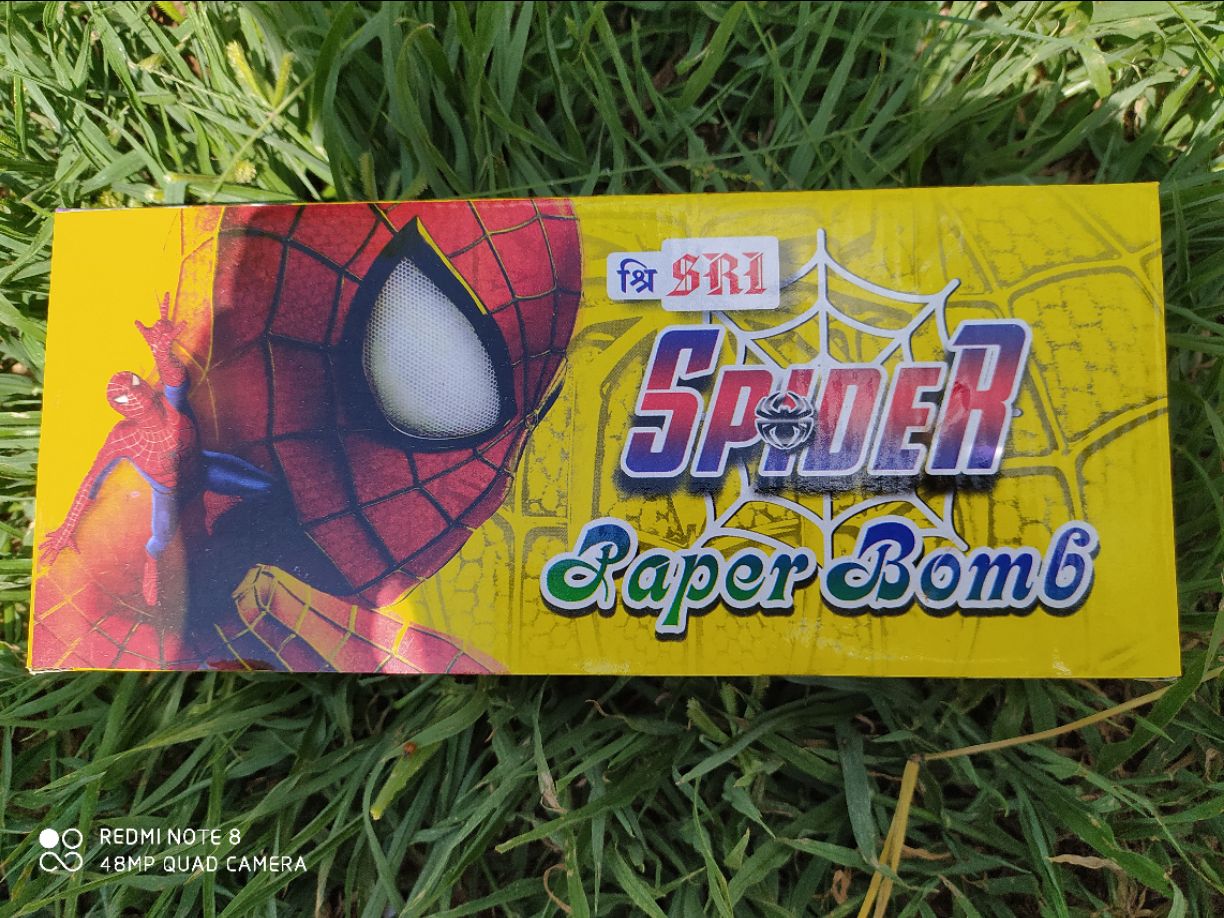 श्रि SRI
SPIDER
Paper Bomb
REDMI NOTE 8
48MP QUAD CAMERA